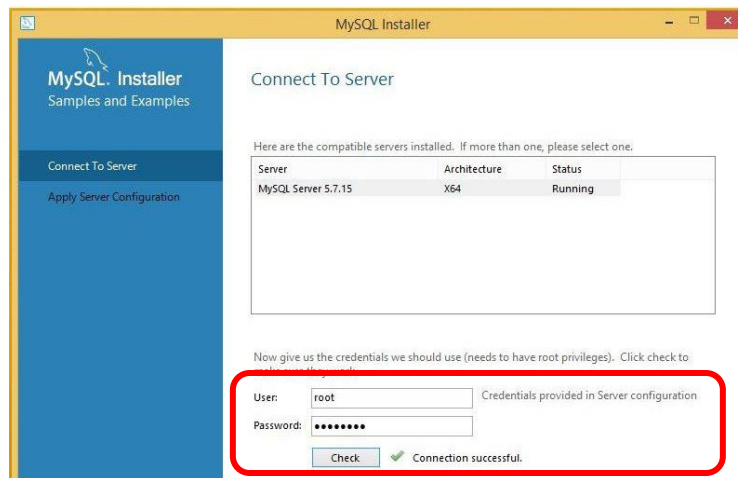 MySQL Installer
MySQL. Installer
Samples and Examples
Connect To Server
Apply Server Configuration
Connect To Server
Here are the compatible servers installed. If more than one, please select one.
Server Architecture Status
MySQL Server 5.7.15 X64 Running
Now give us the credentials we should use (needs to have root privileges). Click check to
User: root Credentials provided in Server configuration
Password: ••••••••
Check Connection successful.